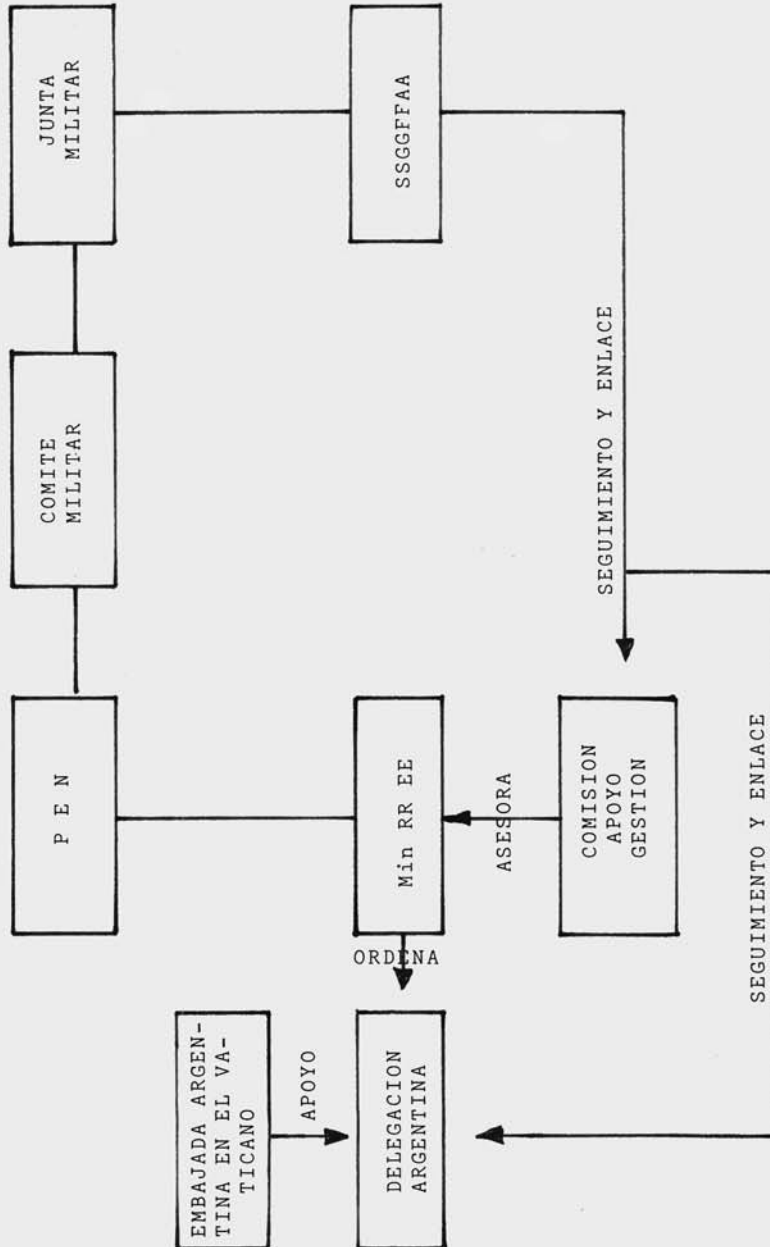 JUNTA
MILITAR
COMITE
MILITAR
P E N
SSGGFFAA
SEGUIMIENTO Y ENLACE
Min RR EE
ASESORA
COMISION
APOYO
GESTION
ORDENA
EMBAJADA ARGEN-
TINA EN EL VA-
TICANO
APOYO
DELEGACION
ARGENTINA
SEGUIMIENTO Y ENLACE